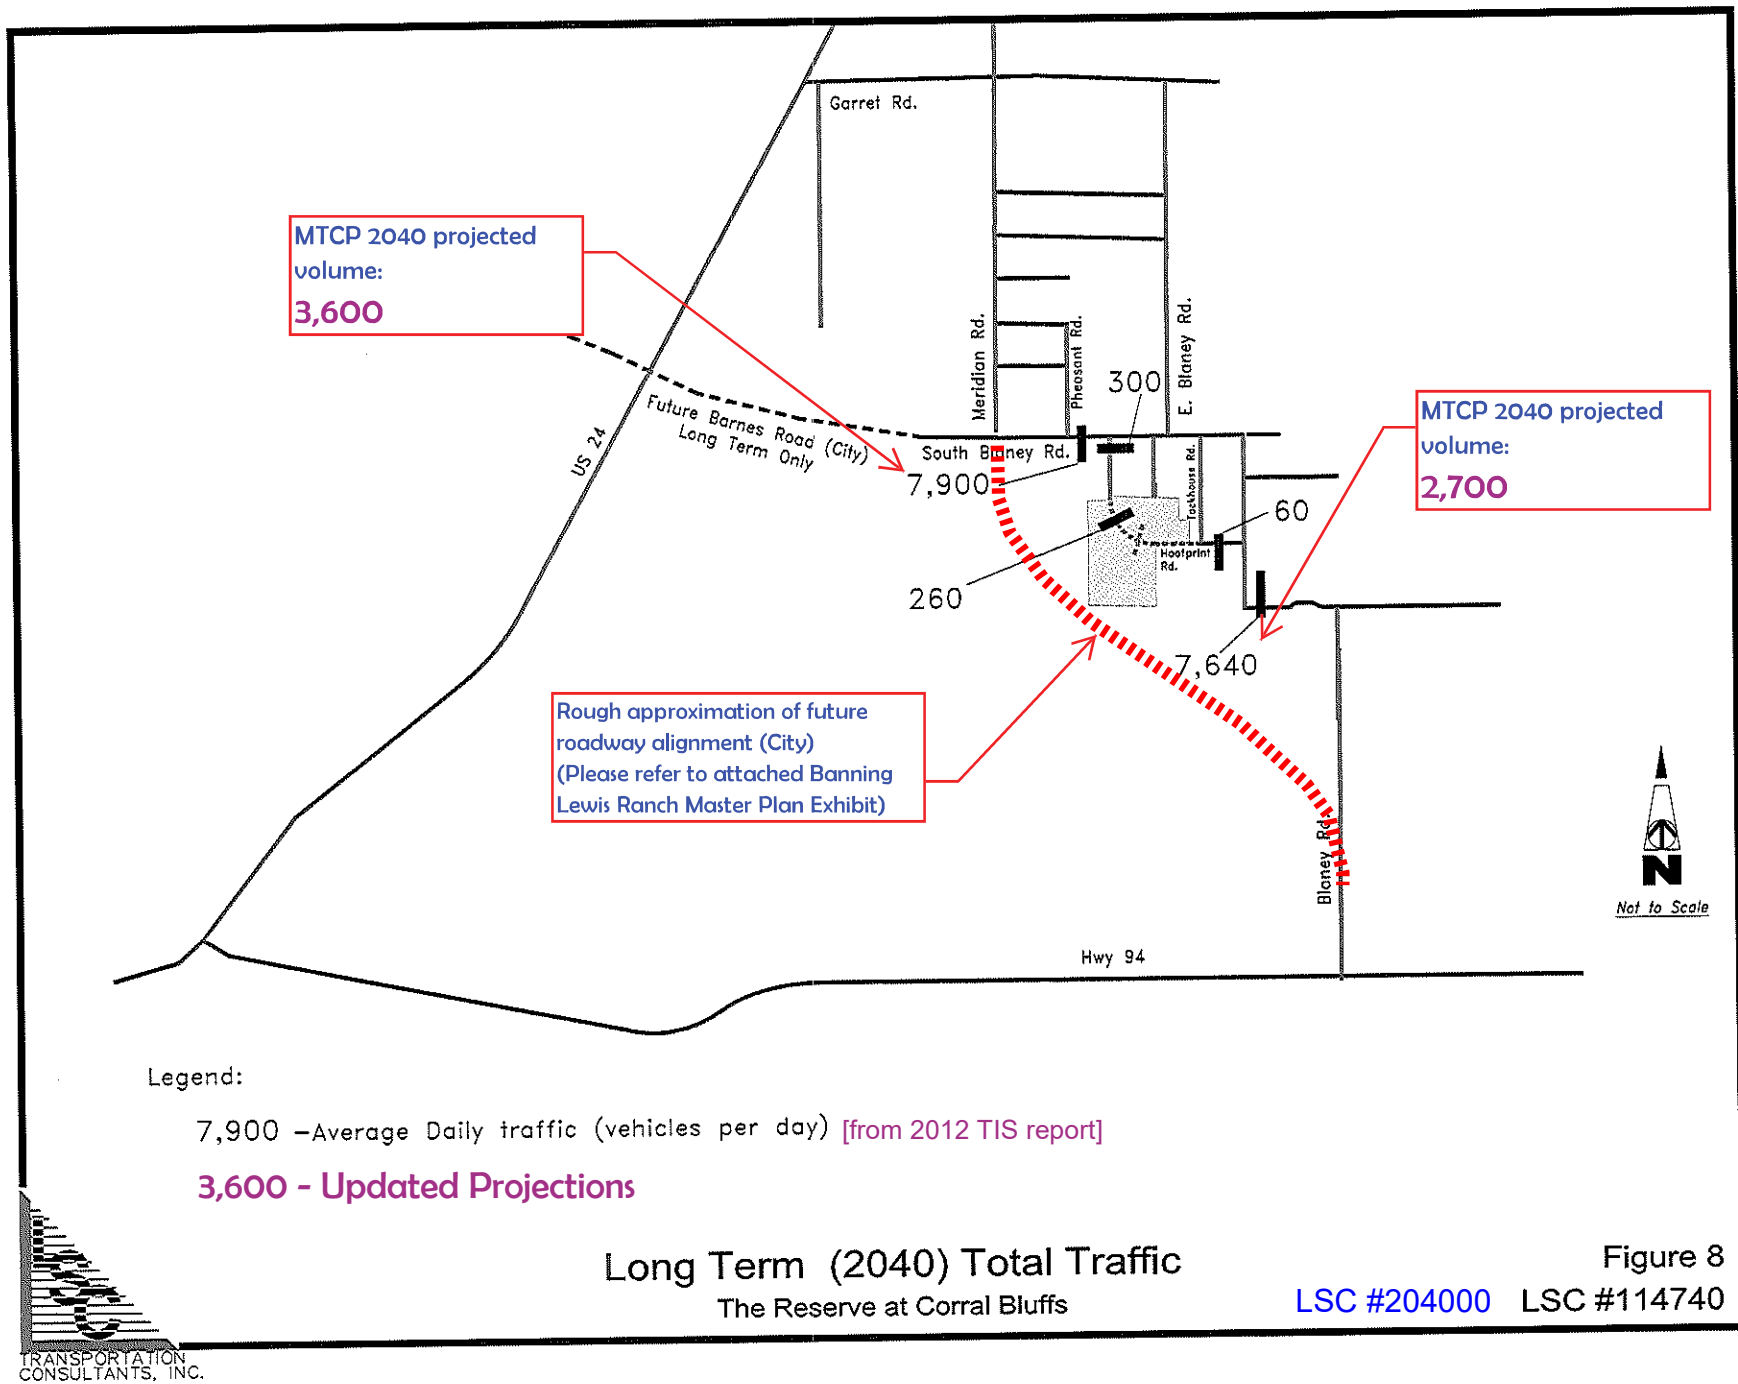 Garret Rd.
MTCP 2040 projected
volume:
3,600
Meridian Rd.
Pheasant Rd.
E. Blaney Rd.
300
MTCP 2040 projected
volume:
2,700
Future Barnes Road (City)
Long Term Only
US 24
South Blaney Rd.
7,900
Tackhouse Rd.
60
Hoofprint
Rd.
260
7,640
Rough approximation of future
roadway alignment (City)
(Please refer to attached Banning
Lewis Ranch Master Plan Exhibit)
Blaney Rd.
N
Not to Scale
Hwy 94
Legend:
7,900 –Average Daily traffic (vehicles per day) [from 2012 TIS report]
3,600 - Updated Projections
Long Term (2040) Total Traffic
The Reserve at Corral Bluffs
Figure 8
LSC #204000 LSC #114740
LSC
TRANSPORTATION
CONSULTANTS, INC.